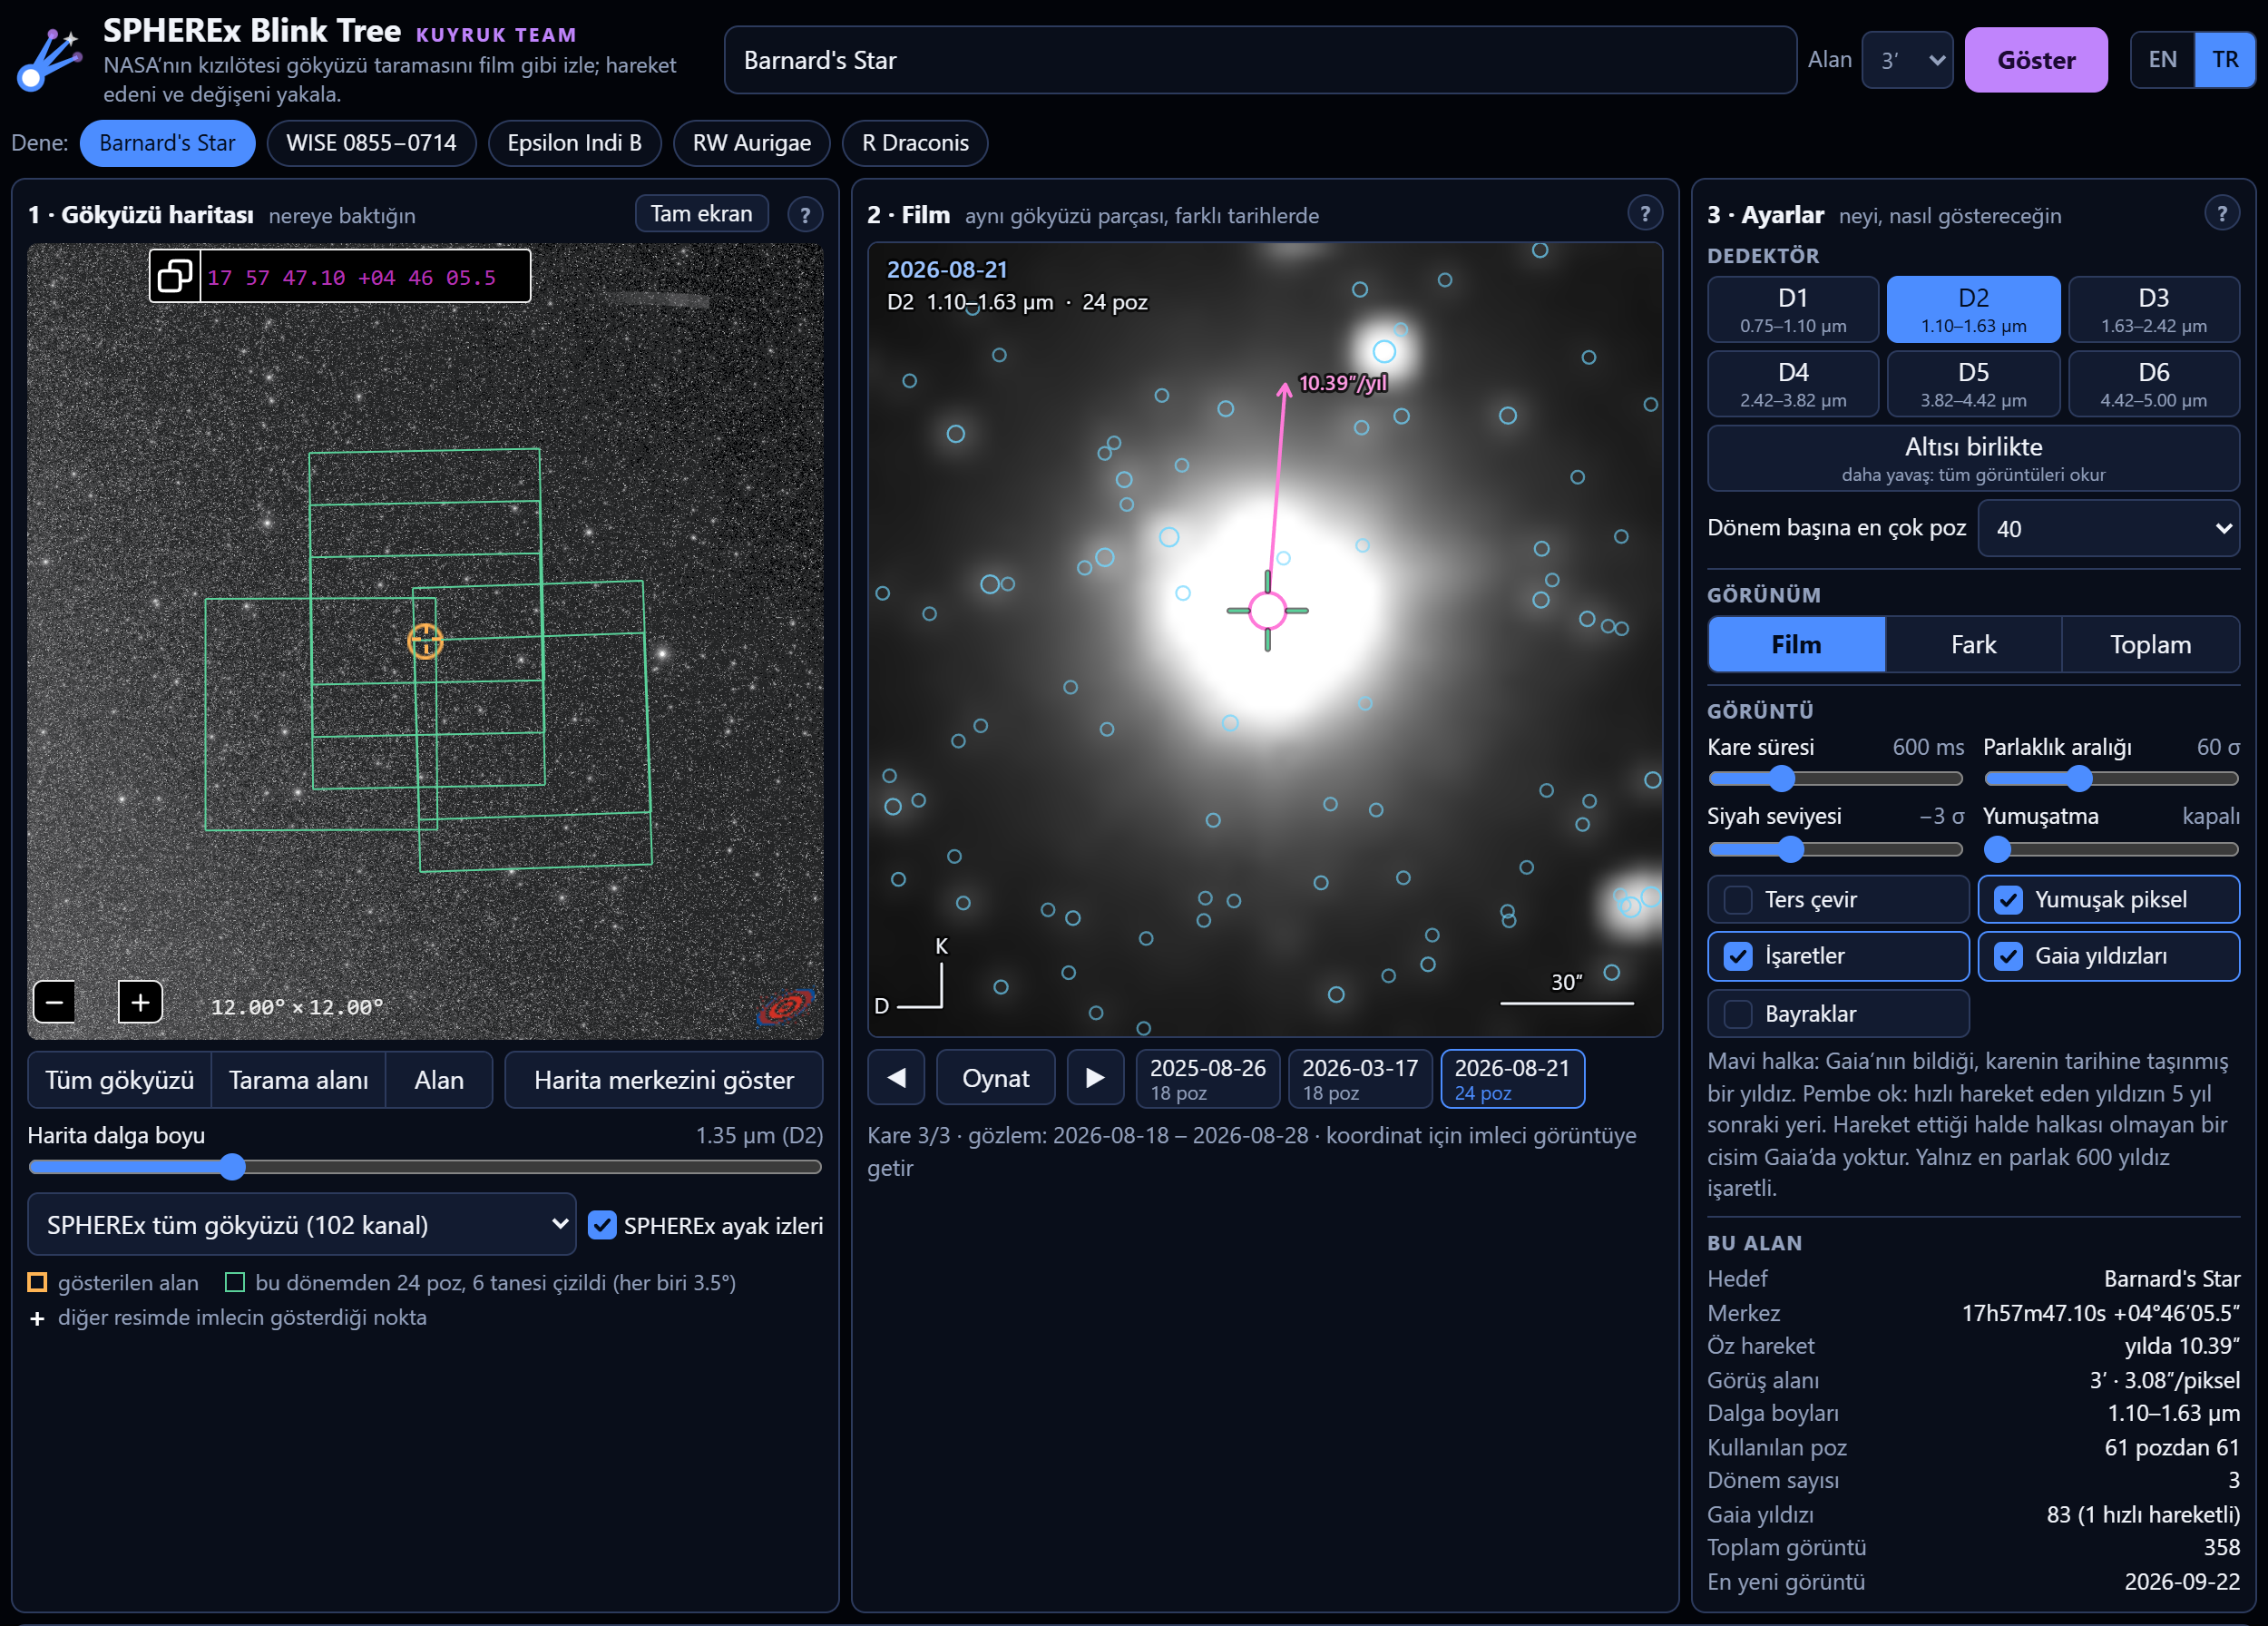 SPHEREx Blink Tree KUYRUK TEAM
NASA’nın kızılötesi gökyüzü taramasını film gibi izle; hareket
edeni ve değişeni yakala.
Barnard's Star
Alan 3′ Göster EN TR
Dene: Barnard's Star WISE 0855−0714 Epsilon Indi B RW Aurigae R Draconis
1 · Gökyüzü haritası nereye baktığın Tam ekran ?
17 57 47.10 +04 46 05.5
− + 12.00° × 12.00°
Tüm gökyüzü Tarama alanı Alan Harita merkezini göster
Harita dalga boyu 1.35 µm (D2)
SPHEREx tüm gökyüzü (102 kanal) SPHEREx ayak izleri
gösterilen alan bu dönemden 24 poz, 6 tanesi çizildi (her biri 3.5°)
+ diğer resimde imlecin gösterdiği nokta
2 · Film aynı gökyüzü parçası, farklı tarihlerde ?
2026-08-21
D2 1.10–1.63 µm · 24 poz
10.39″/yıl
K
D
30″
◀ Oynat ▶
2025-08-26
18 poz
2026-03-17
18 poz
2026-08-21
24 poz
Kare 3/3 · gözlem: 2026-08-18 – 2026-08-28 · koordinat için imleci görüntüye
getir
3 · Ayarlar neyi, nasıl göstereceğin ?
DEDEKTÖR
D1
0.75–1.10 µm
D2
1.10–1.63 µm
D3
1.63–2.42 µm
D4
2.42–3.82 µm
D5
3.82–4.42 µm
D6
4.42–5.00 µm
Altısı birlikte
daha yavaş: tüm görüntüleri okur
Dönem başına en çok poz 40
GÖRÜNÜM
Film Fark Toplam
GÖRÜNTÜ
Kare süresi 600 ms Parlaklık aralığı 60 σ
Siyah seviyesi −3 σ Yumuşatma kapalı
Ters çevir Yumuşak piksel
İşaretler Gaia yıldızları
Bayraklar
Mavi halka: Gaia’nın bildiği, karenin tarihine taşınmış
bir yıldız. Pembe ok: hızlı hareket eden yıldızın 5 yıl
sonraki yeri. Hareket ettiği halde halkası olmayan bir
cisim Gaia’da yoktur. Yalnız en parlak 600 yıldız
işaretli.
BU ALAN
Hedef Barnard's Star
Merkez 17h57m47.10s +04°46′05.5″
Öz hareket yılda 10.39″
Görüş alanı 3′ · 3.08″/piksel
Dalga boyları 1.10–1.63 µm
Kullanılan poz 61 pozdan 61
Dönem sayısı 3
Gaia yıldızı 83 (1 hızlı hareketli)
Toplam görüntü 358
En yeni görüntü 2026-09-22